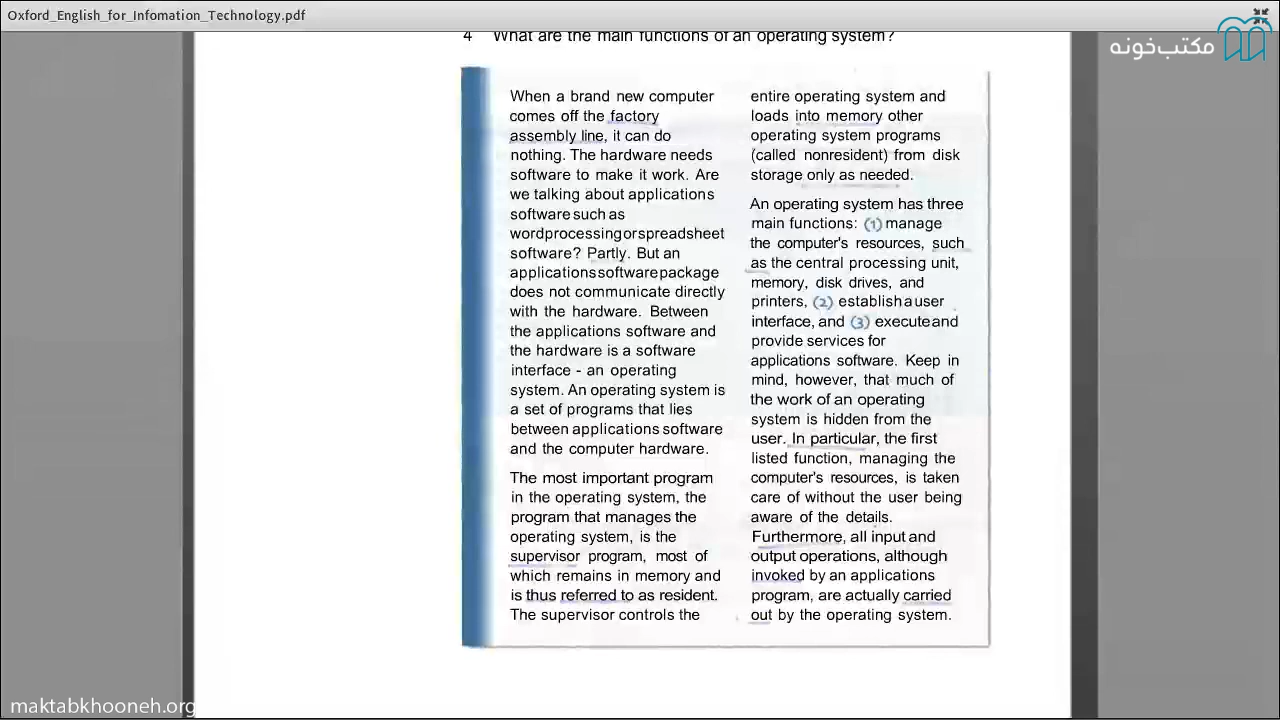 Oxford_English_for_Infomation_Technology.pdf
مکتب‌خونه
4 What are the main functions of an operating system?
When a brand new computer
comes off the factory
assembly line, it can do
nothing. The hardware needs
software to make it work. Are
we talking about applications
software such as
wordprocessing or spreadsheet
software? Partly. But an
applications software package
does not communicate directly
with the hardware. Between
the applications software and
the hardware is a software
interface - an operating
system. An operating system is
a set of programs that lies
between applications software
and the computer hardware.
The most important program
in the operating system, the
program that manages the
operating system, is the
supervisor program, most of
which remains in memory and
is thus referred to as resident.
The supervisor controls the
entire operating system and
loads into memory other
operating system programs
(called nonresident) from disk
storage only as needed.
An operating system has three
main functions: (1) manage
the computer's resources, such
as the central processing unit,
memory, disk drives, and
printers, (2) establish a user
interface, and (3) execute and
provide services for
applications software. Keep in
mind, however, that much of
the work of an operating
system is hidden from the
user. In particular, the first
listed function, managing the
computer's resources, is taken
care of without the user being
aware of the details.
Furthermore, all input and
output operations, although
invoked by an applications
program, are actually carried
out by the operating system.
maktabkhooneh.org